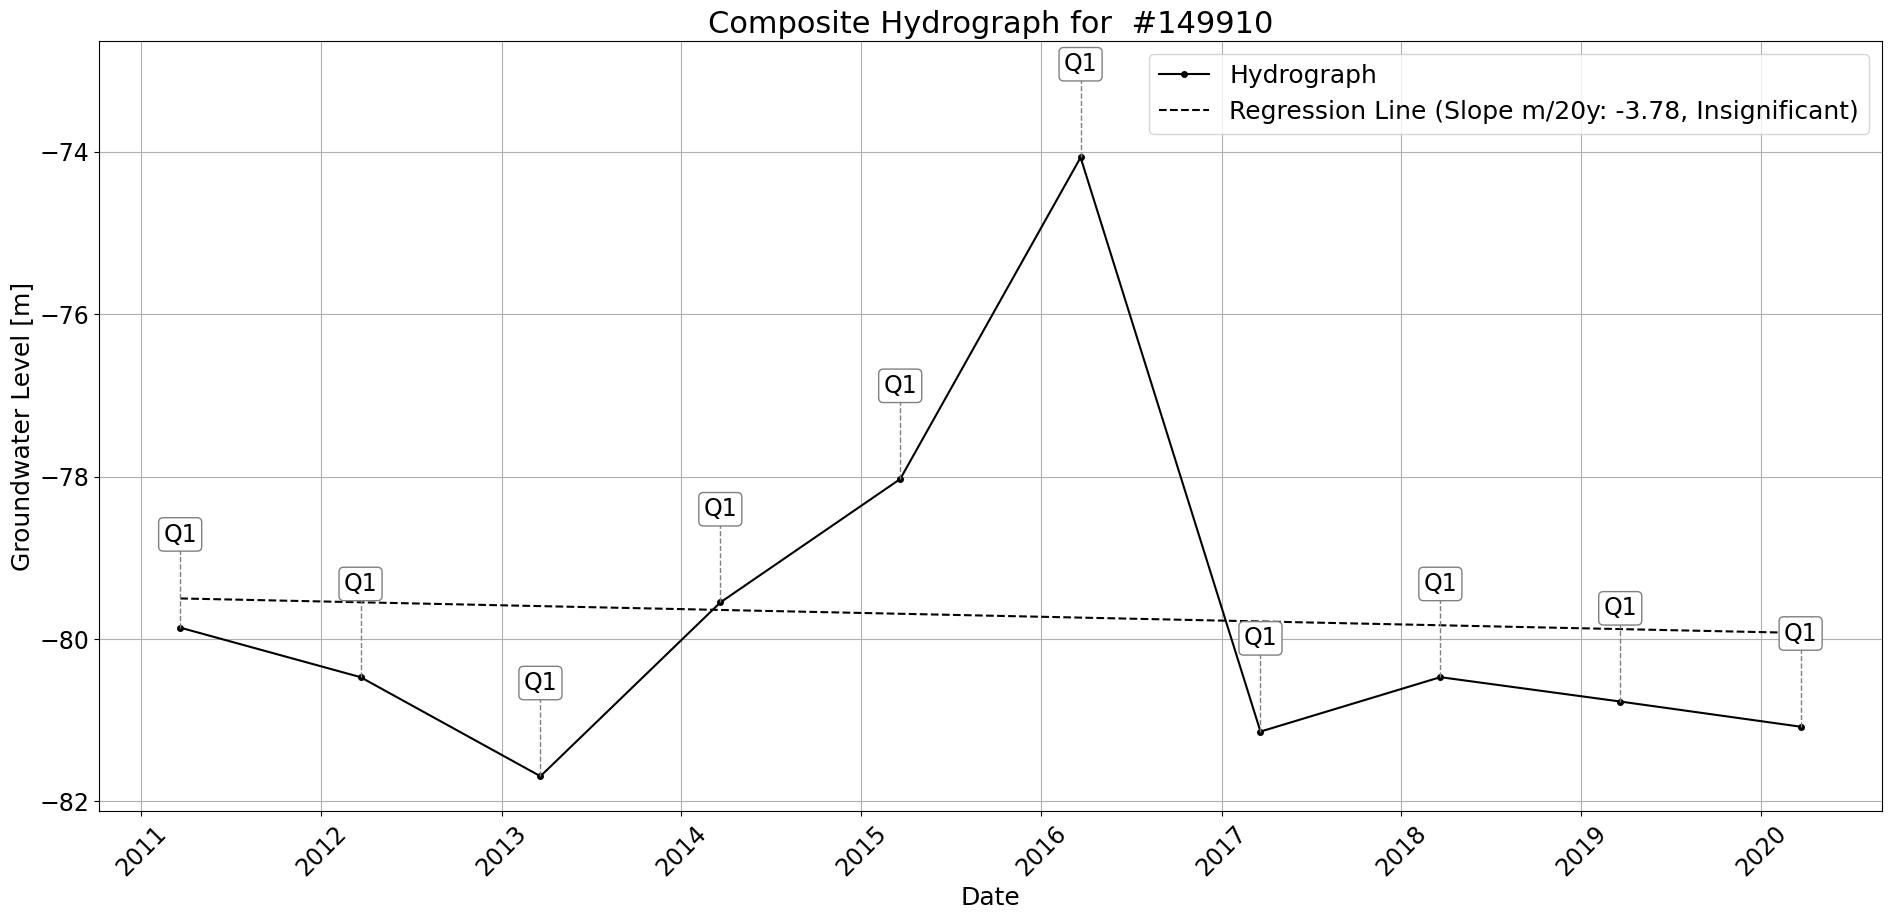 Composite Hydrograph for  #149910
Hydrograph
Regression Line (Slope m/20y: -3.78, Insignificant)
Groundwater Level [m]
−74
−76
−78
−80
−82
Q1
Q1
Q1
Q1
Q1
Q1
Q1
Q1
Q1
Q1
2011
2012
2013
2014
2015
2016
2017
2018
2019
2020
Date